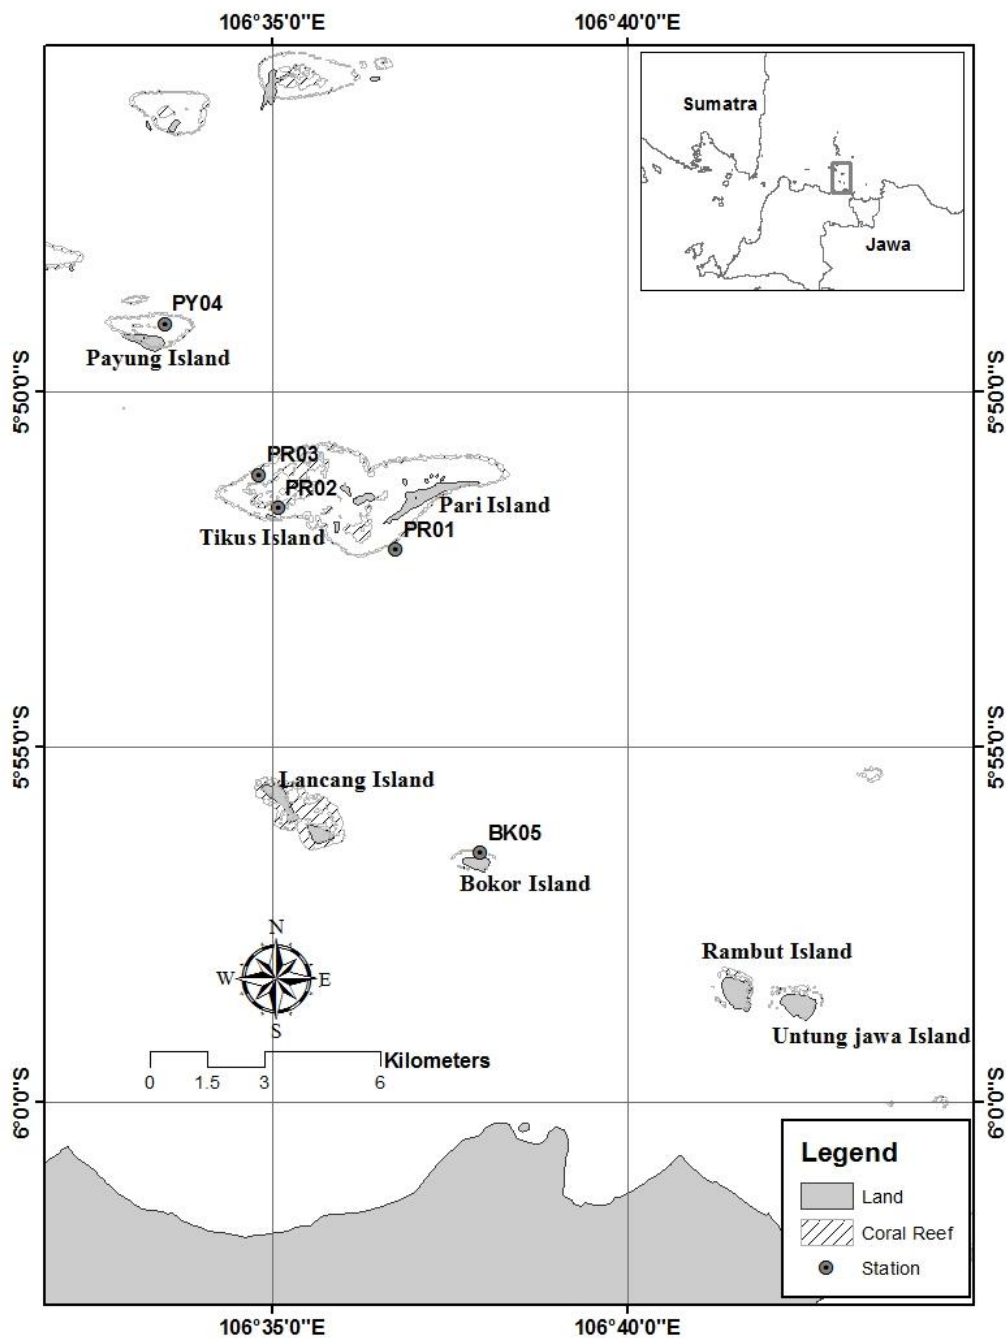 106°35'0"E 106°40'0"E
Sumatra
Jawa
PY04
Payung Island
5°50'0"S 5°50'0"S
PR03
PR02
Pari Island
Tikus Island
PR01
5°55'0"S 5°55'0"S
Lancang Island
BK05
Bokor Island
N
Rambut Island
W E
S
Untung jawa Island
Kilometers
0 1.5 3 6
6°0'0"S 6°0'0"S
Legend
Land
Coral Reef
Station
106°35'0"E 106°40'0"E